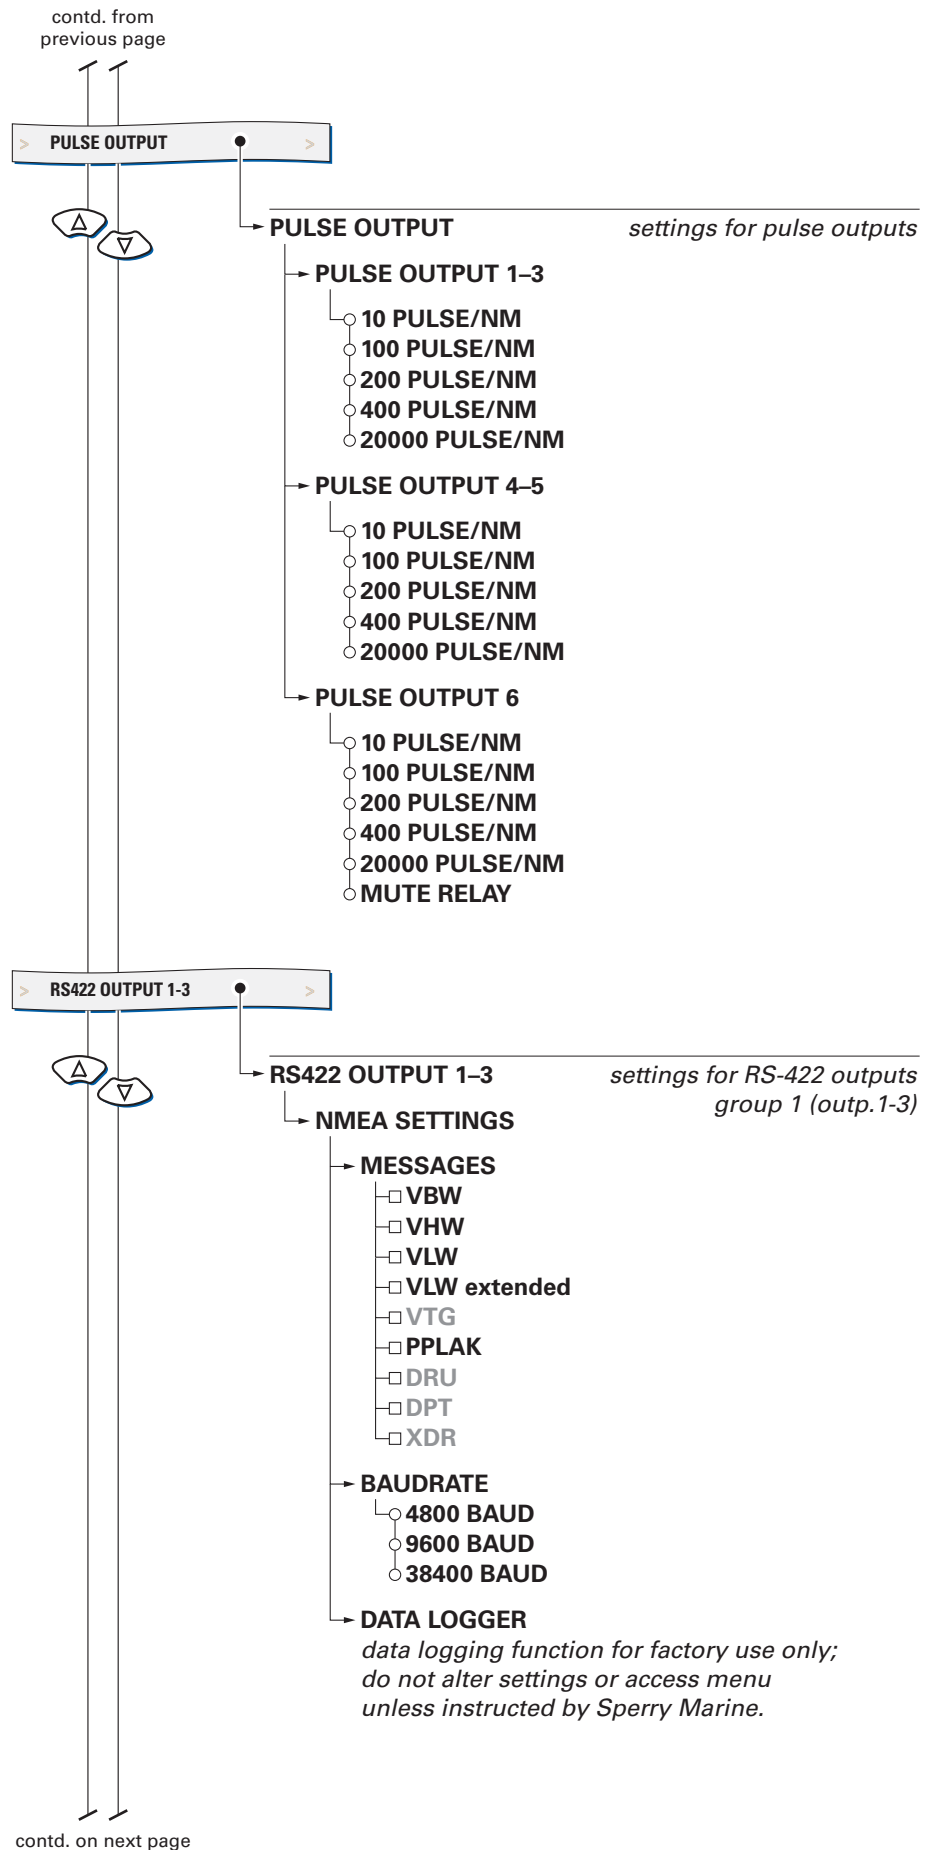 contd. from
previous page
> PULSE OUTPUT >
PULSE OUTPUT settings for pulse outputs
PULSE OUTPUT 1–3
10 PULSE/NM
100 PULSE/NM
200 PULSE/NM
400 PULSE/NM
20000 PULSE/NM
PULSE OUTPUT 4–5
10 PULSE/NM
100 PULSE/NM
200 PULSE/NM
400 PULSE/NM
20000 PULSE/NM
PULSE OUTPUT 6
10 PULSE/NM
100 PULSE/NM
200 PULSE/NM
400 PULSE/NM
20000 PULSE/NM
MUTE RELAY
> RS422 OUTPUT 1-3 >
RS422 OUTPUT 1–3 settings for RS-422 outputs
group 1 (outp.1-3)
NMEA SETTINGS
MESSAGES
VBW
VHW
VLW
VLW extended
VTG
PPLAK
DRU
DPT
XDR
BAUDRATE
4800 BAUD
9600 BAUD
38400 BAUD
DATA LOGGER
data logging function for factory use only;
do not alter settings or access menu
unless instructed by Sperry Marine.
contd. on next page